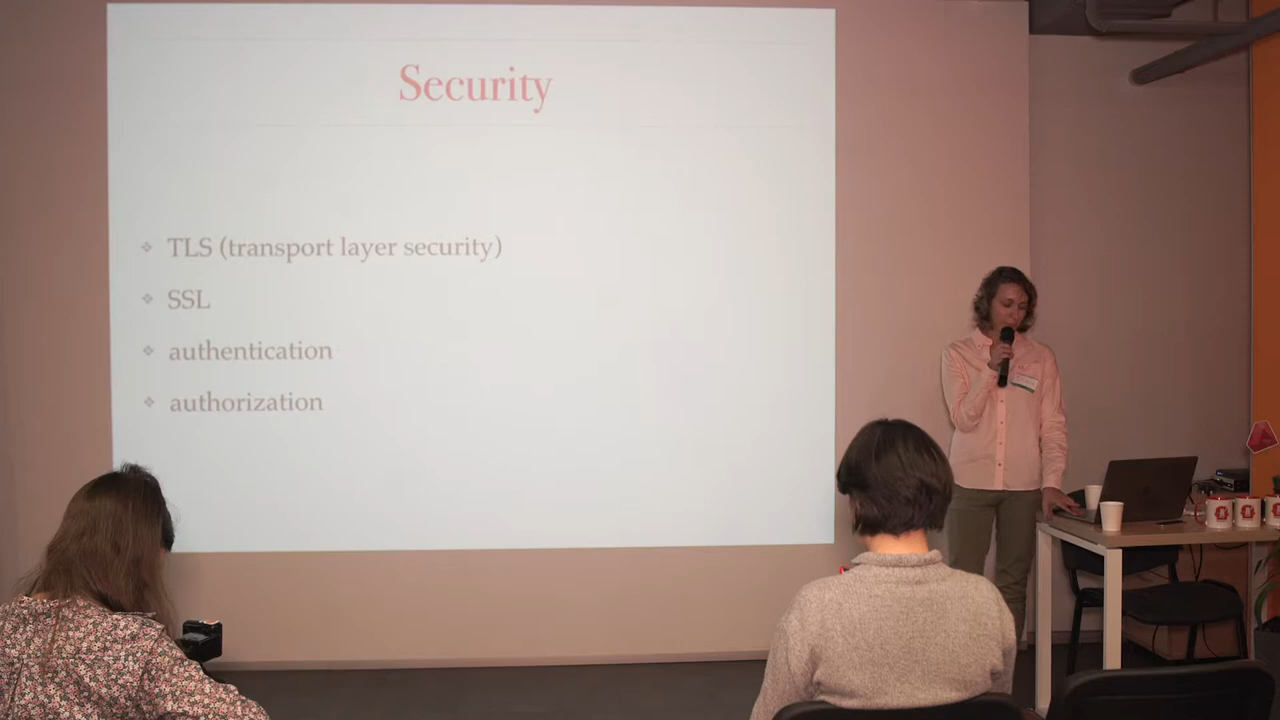 Security
TLS (transport layer security)
SSL
authentication
authorization